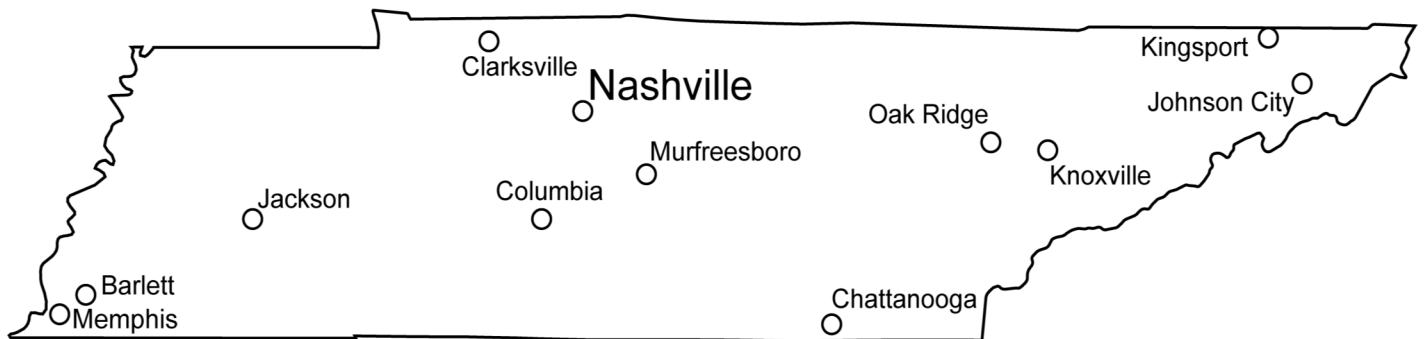 Kingsport
Clarksville
Nashville
Johnson City
Oak Ridge
Murfreesboro
Knoxville
Columbia
Jackson
Barlett
Chattanooga
Memphis